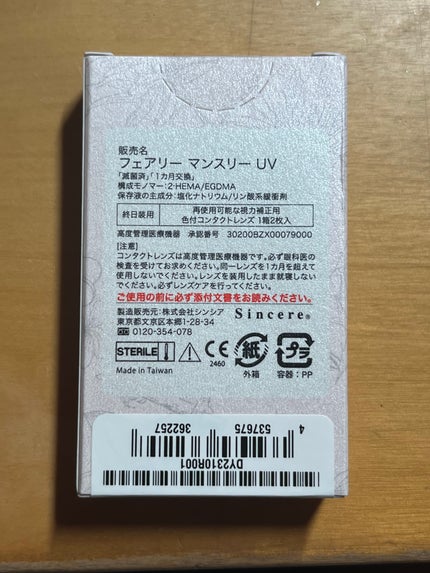 販売名
フェアリー マンスリー UV
「滅菌済」「1カ月交換」
構成モノマー:2-HEMA/EGDMA
保存液の主成分:塩化ナトリウム/リン酸系緩衝剤
終日装用
再使用可能な視力補正用
色付コンタクトレンズ 1箱2枚入
高度管理医療機器 承認番号 30200BZX00079000
[注意]
コンタクトレンズは高度管理医療機器です。必ず眼科医の
検査を受けてお求めください。同一レンズを1カ月を超えて
使用しないでください。レンズを装用したまま就寝しないで
ください。必ずレンズケアを行ってください。
ご使用の前に必ず添付文書をお読みください。
製造販売元:株式会社シンシア
Sincere®
東京都文京区本郷1-28-34
0120-354-078
STERILE
CE
2460
紙
外箱
プラ
容器:PP
Made in Taiwan
4 537675 362257
DY2310R001